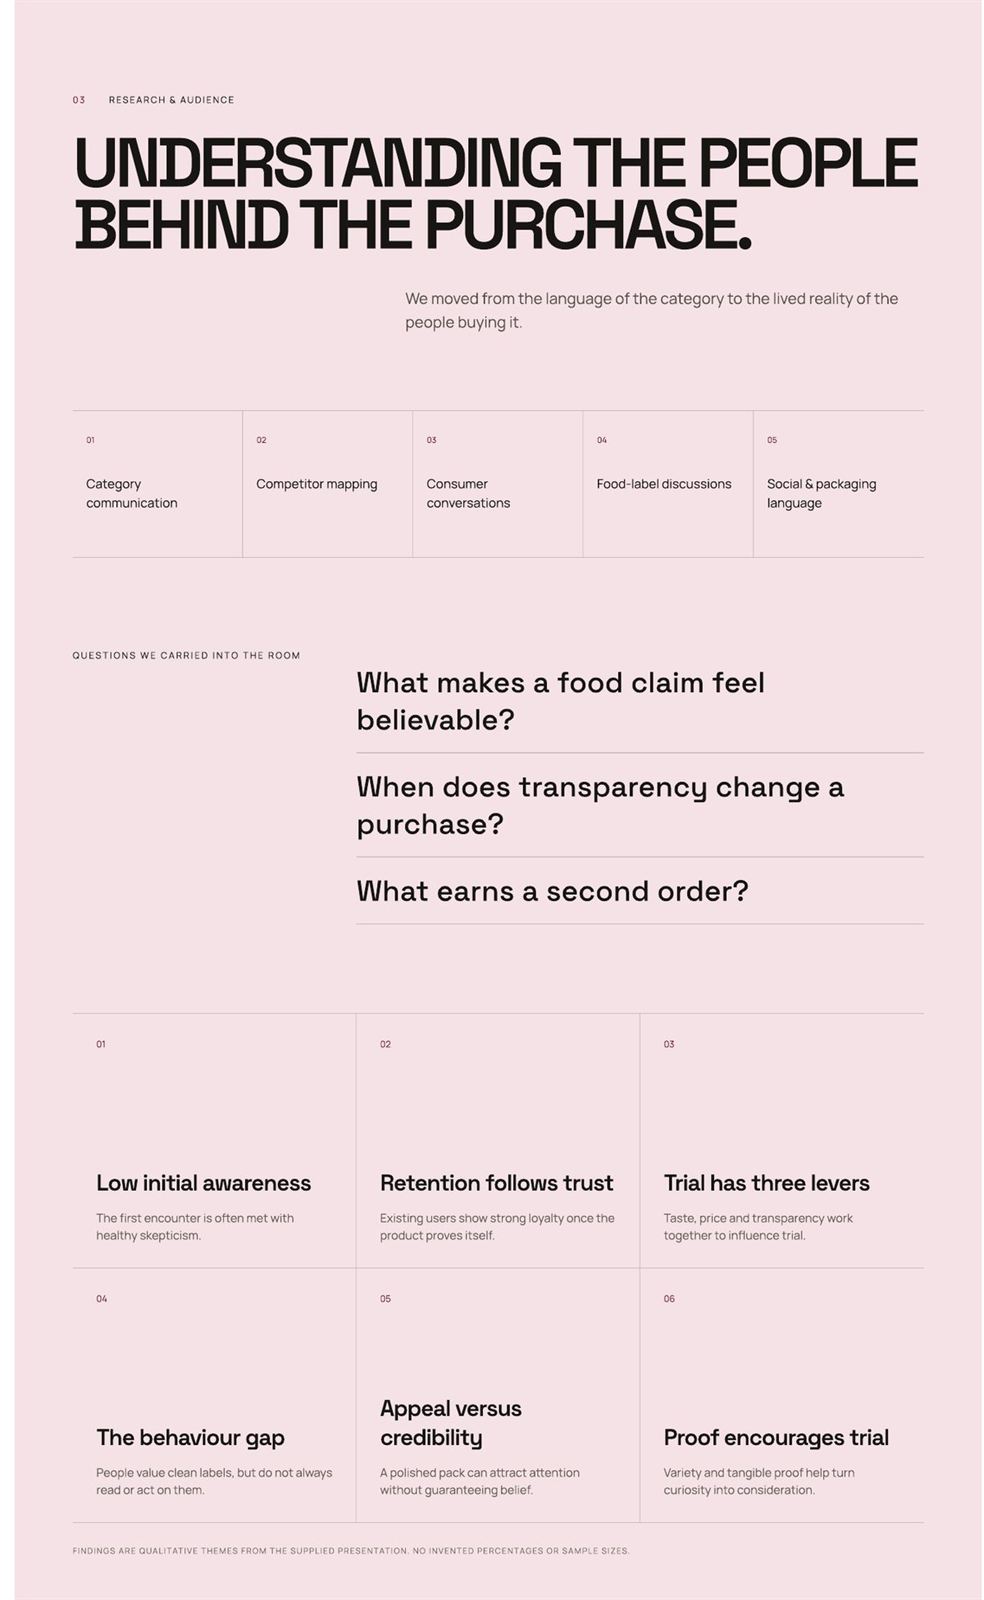 03 RESEARCH & AUDIENCE
UNDERSTANDING THE PEOPLE
BEHIND THE PURCHASE.
We moved from the language of the category to the lived reality of the
people buying it.
01
Category
communication
02
Competitor mapping
03
Consumer
conversations
04
Food-label discussions
05
Social & packaging
language
QUESTIONS WE CARRIED INTO THE ROOM
What makes a food claim feel
believable?
When does transparency change a
purchase?
What earns a second order?
01
Low initial awareness
The first encounter is often met with
healthy skepticism.
02
Retention follows trust
Existing users show strong loyalty once the
product proves itself.
03
Trial has three levers
Taste, price and transparency work
together to influence trial.
04
The behaviour gap
People value clean labels, but do not always
read or act on them.
05
Appeal versus
credibility
A polished pack can attract attention
without guaranteeing belief.
06
Proof encourages trial
Variety and tangible proof help turn
curiosity into consideration.
FINDINGS ARE QUALITATIVE THEMES FROM THE SUPPLIED PRESENTATION. NO INVENTED PERCENTAGES OR SAMPLE SIZES.